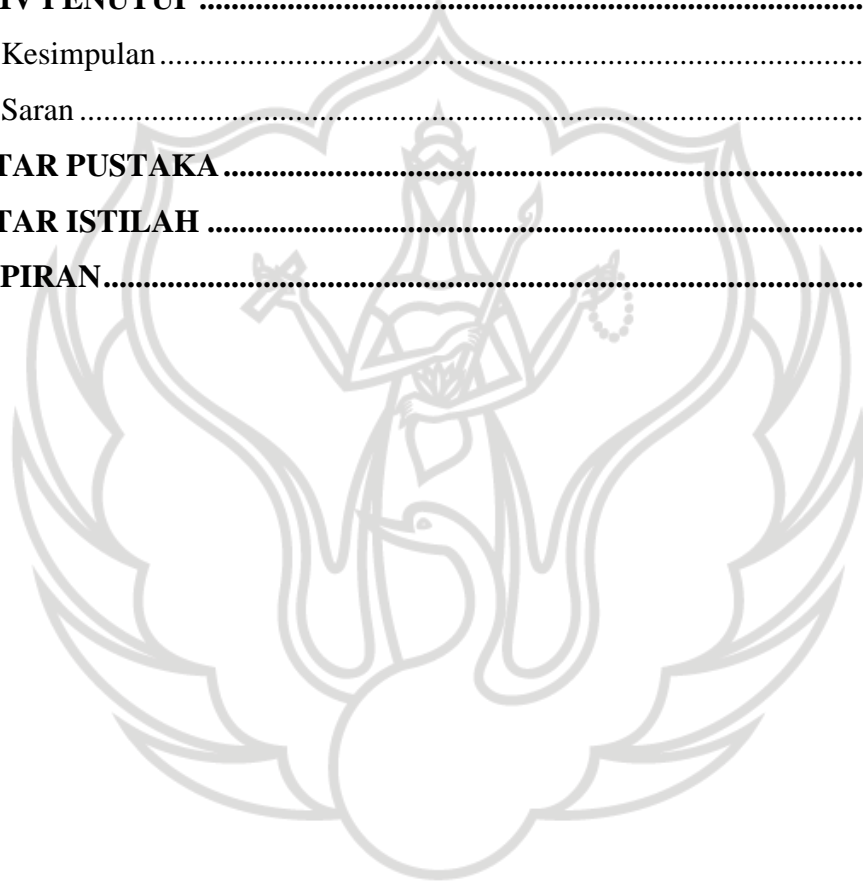 IV PENUTUP ........................................................................................
Kesimpulan ........................................................................................
Saran ........................................................................................
TAR PUSTAKA ........................................................................................
TAR ISTILAH ........................................................................................
PIRAN ........................................................................................